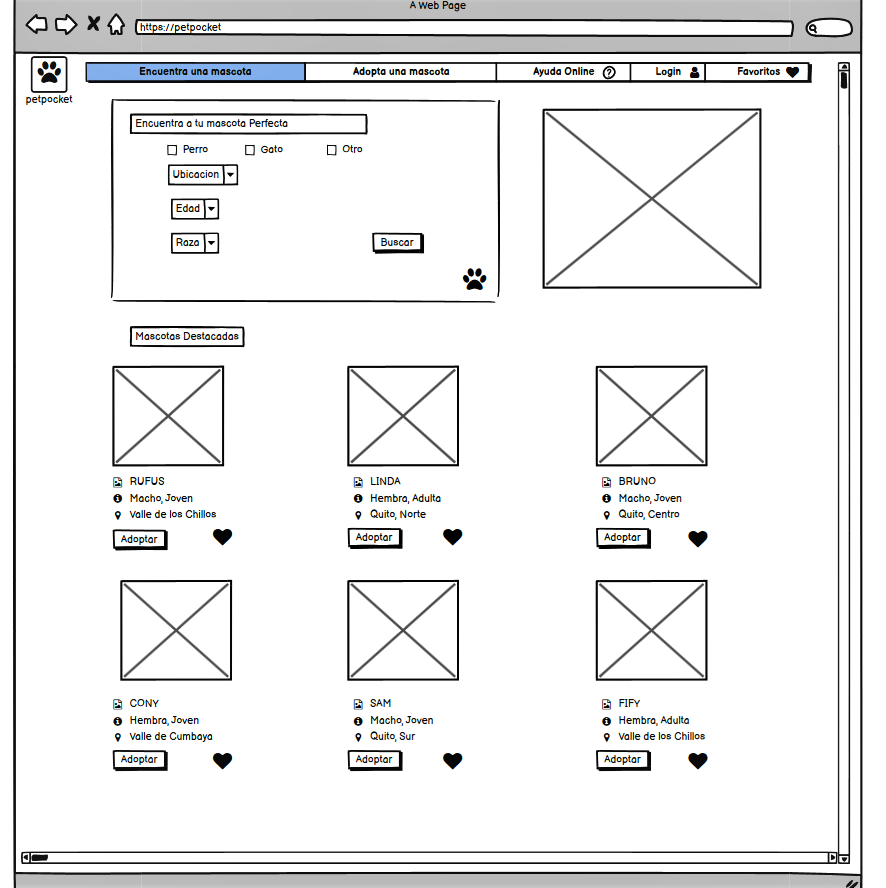 A Web Page
https://petpocket
petpocket
Encuentra una mascota
Adopta una mascota
Ayuda Online
Login
Favoritos
Encuentra a tu mascota Perfecta
Perro
Gato
Otro
Ubicacion
Edad
Raza
Buscar
Mascotas Destacadas
RUFUS
Macho, Joven
Valle de los Chillos
Adoptar
LINDA
Hembra, Adulta
Quito, Norte
Adoptar
BRUNO
Macho, Joven
Quito, Centro
Adoptar
CONY
Hembra, Joven
Valle de Cumbaya
Adoptar
SAM
Macho, Joven
Quito, Sur
Adoptar
FIFY
Hembra, Adulta
Valle de los Chillos
Adoptar